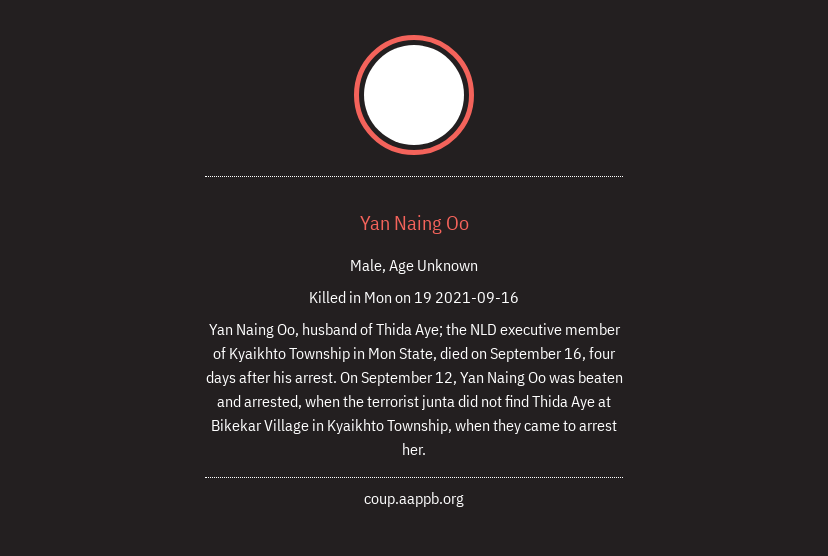 Yan Naing Oo
Male, Age Unknown
Killed in Mon on 19 2021-09-16
Yan Naing Oo, husband of Thida Aye; the NLD executive member
of Kyaikhto Township in Mon State, died on September 16, four
days after his arrest. On September 12, Yan Naing Oo was beaten
and arrested, when the terrorist junta did not find Thida Aye at
Bikekar Village in Kyaikhto Township, when they came to arrest
her.
coup.aappb.org